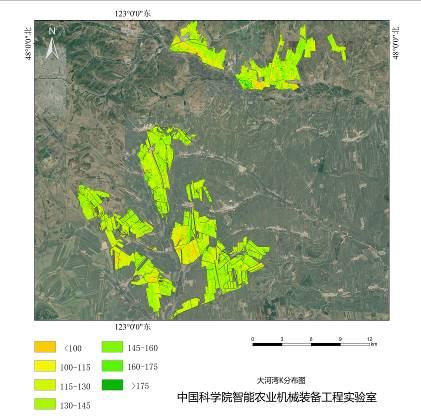 123°0'0"东
48°0'0"北
48°0'0"北
N
123°0'0"东
<100
100-115
115-130
130-145
145-160
160-175
>175
0 3 6 9 12
km
大河湾K分布图
中国科学院智能农业机械装备工程实验室